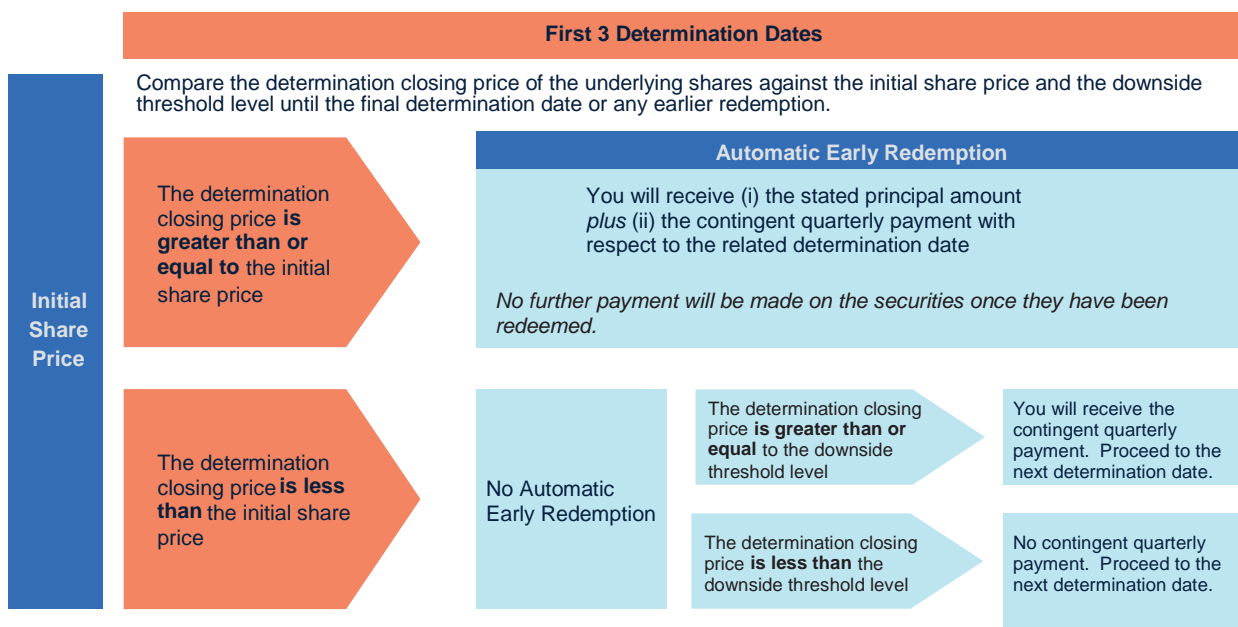 First 3 Determination Dates
Compare the determination closing price of the underlying shares against the initial share price and the downside
threshold level until the final determination date or any earlier redemption.
Initial
Share
Price
The determination
closing price is
greater than or
equal to the initial
share price
Automatic Early Redemption
You will receive (i) the stated principal amount
plus (ii) the contingent quarterly payment with
respect to the related determination date
No further payment will be made on the securities once they have been
redeemed.
The determination
closing price is less
than the initial share
price
No Automatic
Early Redemption
The determination closing
price is greater than or
equal to the downside
threshold level
You will receive the
contingent quarterly
payment.  Proceed to the
next determination date.
The determination closing
price is less than the
downside threshold level
No contingent quarterly
payment.  Proceed to the
next determination date.